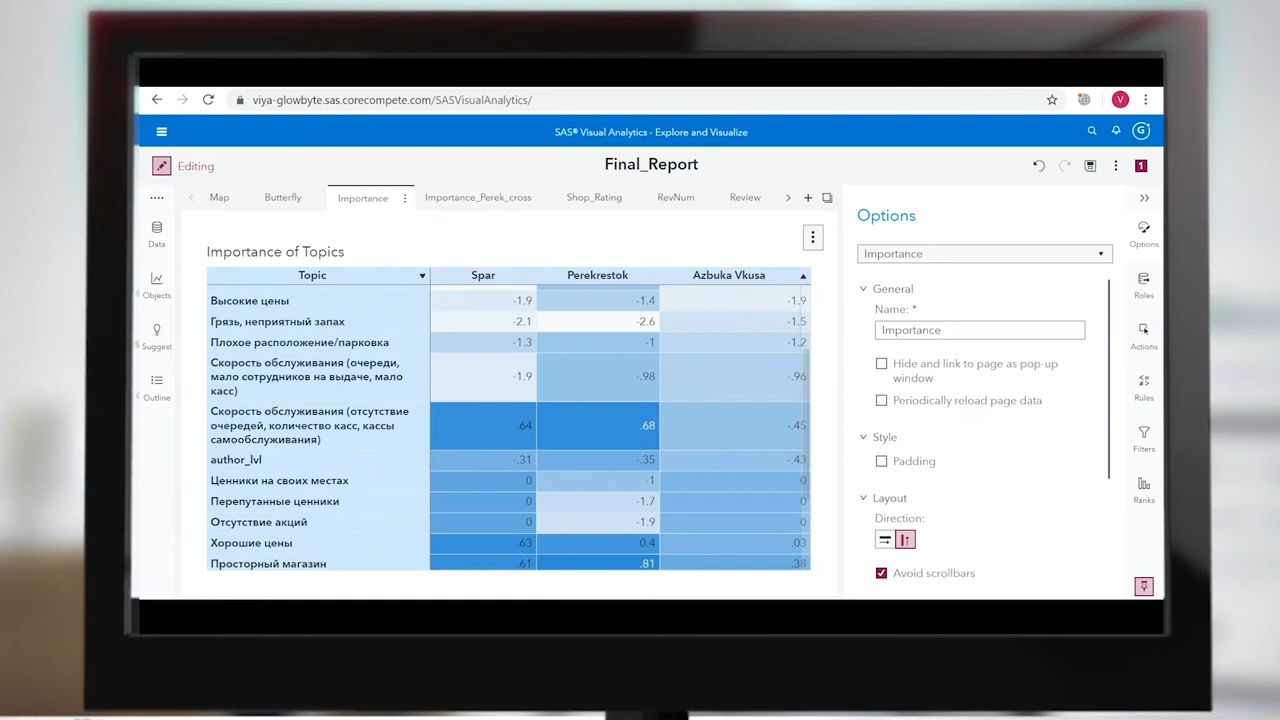 viya-glowbyte.sas.corecompete.com/SASVisualAnalytics/
V
SAS® Visual Analytics - Explore and Visualize
G
Editing
Final_Report
1
Map
Butterfly
Importance
Importance_Perek_cross
Shop_Rating
RevNum
Review
Data
Objects
Suggest
Outline
Importance of Topics
Topic Spar Perekrestok Azbuka Vkusa
Высокие цены -1.9 -1.4 -1.9
Грязь, неприятный запах -2.1 -2.6 -1.5
Плохое расположение/парковка -1.3 -1 -1.2
Скорость обслуживания (очереди,
мало сотрудников на выдаче, мало
касс)
-1.9 -.98 -.96
Скорость обслуживания (отсутствие
очередей, количество касс, кассы
самообслуживания)
.64 .68 -.45
author_lvl -.31 -.35 -.43
Ценники на своих местах 0 -1 0
Перепутанные ценники 0 -1.7 0
Отсутствие акций 0 -1.9 0
Хорошие цены .63 0.4 .03
Просторный магазин .61 .81 .38
Options
Importance
General
Name: *
Importance
Hide and link to page as pop-up
window
Periodically reload page data
Style
Padding
Layout
Direction:
Avoid scrollbars
Options
Roles
Actions
Rules
Filters
Ranks